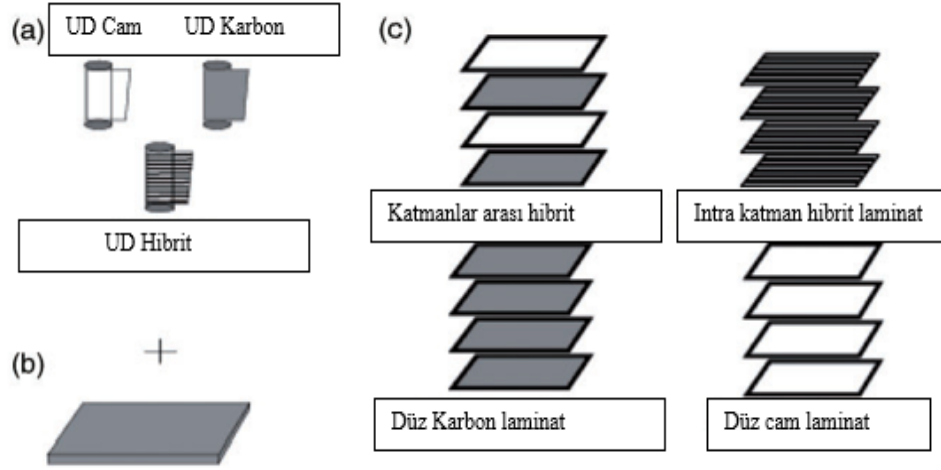 (a)
UD Cam UD Karbon
UD Hibrit
(b)
(c)
Katmanlar arası hibrit
Intra katman hibrit laminat
Düz Karbon laminat
Düz cam laminat